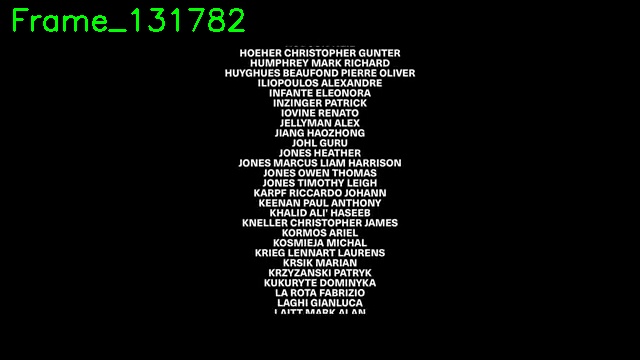 Frame_131782
HOEHER CHRISTOPHER GUNTER
HUMPHREY MARK RICHARD
HUYGHUES BEAUFOND PIERRE OLIVER
ILIOPOULOS ALEXANDRE
INFANTE ELEONORA
INZINGER PATRICK
IOVINE RENATO
JELLYMAN ALEX
JIANG HAOZHONG
JOHL GURU
JONES HEATHER
JONES MARCUS LIAM HARRISON
JONES OWEN THOMAS
JONES TIMOTHY LEIGH
KARPF RICCARDO JOHANN
KEENAN PAUL ANTHONY
KHALID ALI' HASEEB
KNELLER CHRISTOPHER JAMES
KORMOS ARIEL
KOSMIEJA MICHAL
KRIEG LENNART LAURENS
KRSIK MARIAN
KRZYZANSKI PATRYK
KUKURYTE DOMINYKA
LA ROTA FABRIZIO
LAGHI GIANLUCA
LAITT MARK ALAN